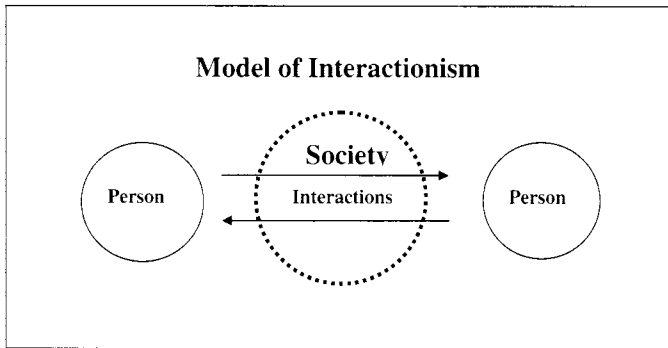 Model of Interactionism
Society
Person
Interactions
Person